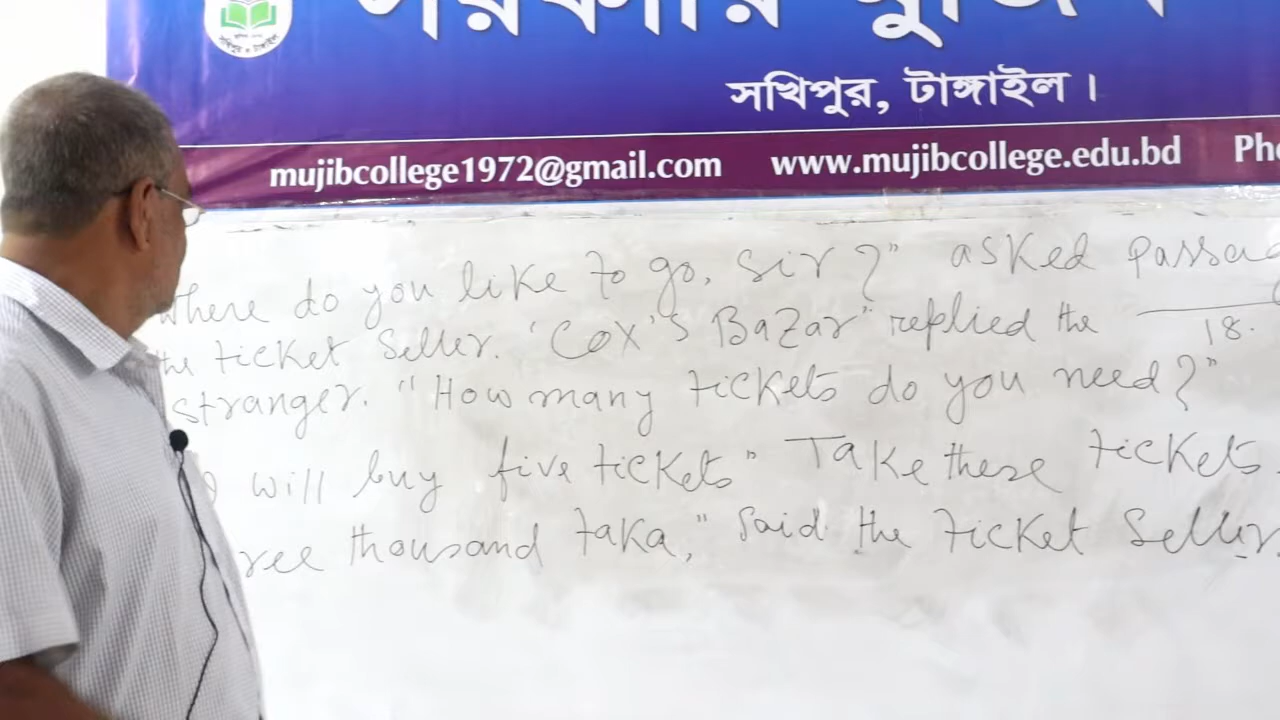 সখিপুর, টাঙ্গাইল।
mujibcollege1972@gmail.com www.mujibcollege.edu.bd
সখিপুর টাঙ্গাইল
Where do you like to go, Sir?" asked
the ticket seller. 'Cox's Bazar" replied the 18.
stranger. "How many tickets do you need?"
will buy five tickets" Take these tickets.
thousand taka," Said the ticket Seller.